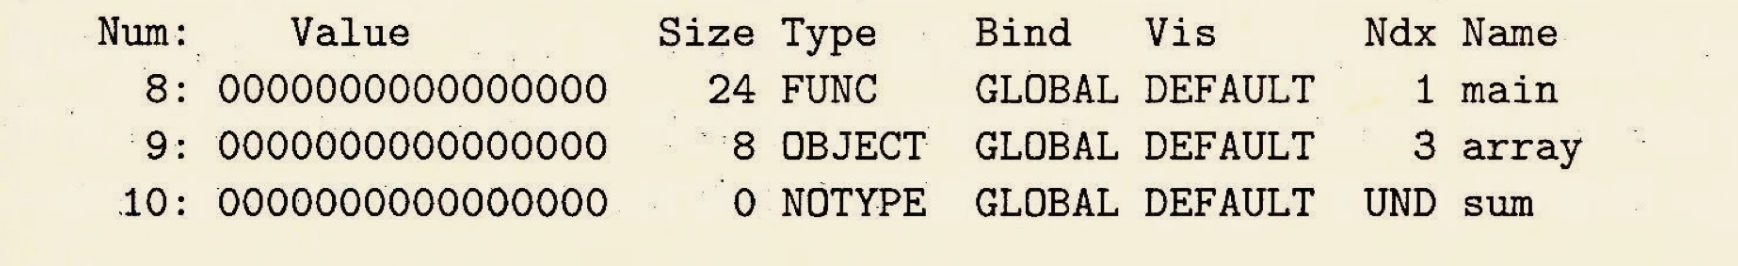 Num: Value Size Type Bind Vis Ndx Name
8: 0000000000000000 24 FUNC GLOBAL DEFAULT 1 main
9: 0000000000000000 8 OBJECT GLOBAL DEFAULT 3 array
10: 0000000000000000 0 NOTYPE GLOBAL DEFAULT UND sum